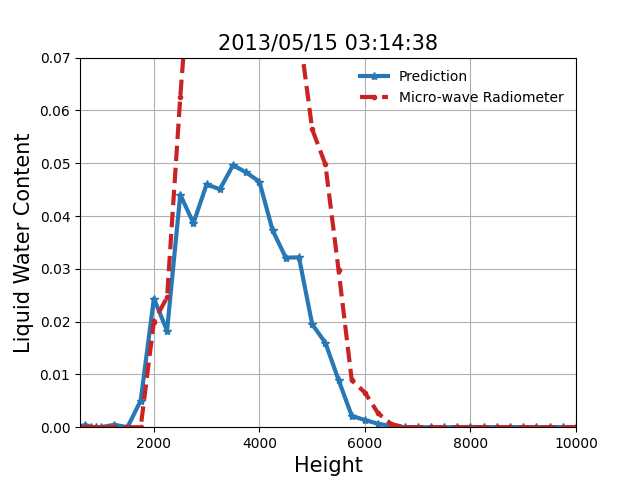 2013/05/15 03:14:38
Prediction
Micro-wave Radiometer
Liquid Water Content
0.07
0.06
0.05
0.04
0.03
0.02
0.01
0.00
2000 4000 6000 8000 10000
Height